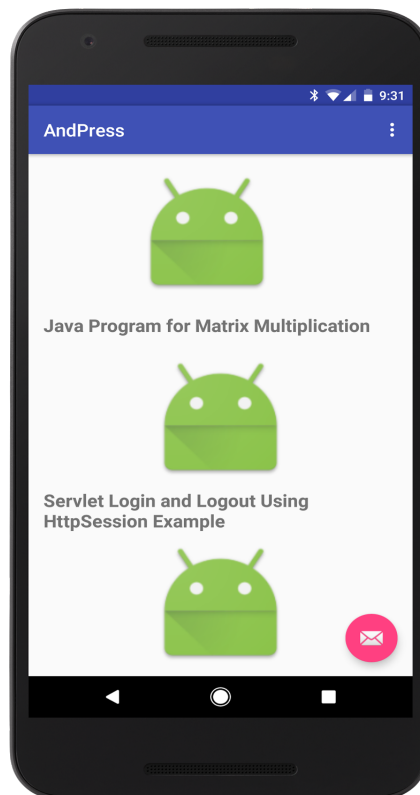 9:31
AndPress
Java Program for Matrix Multiplication
Servlet Login and Logout Using
HttpSession Example